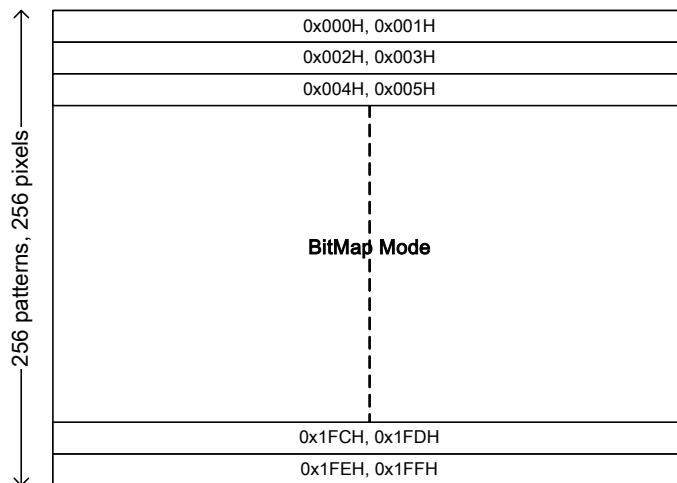 0x000H, 0x001H
0x002H, 0x003H
0x004H, 0x005H
256 patterns, 256 pixels
BitMap Mode
0x1FCH, 0x1FDH
0x1FEH, 0x1FFH